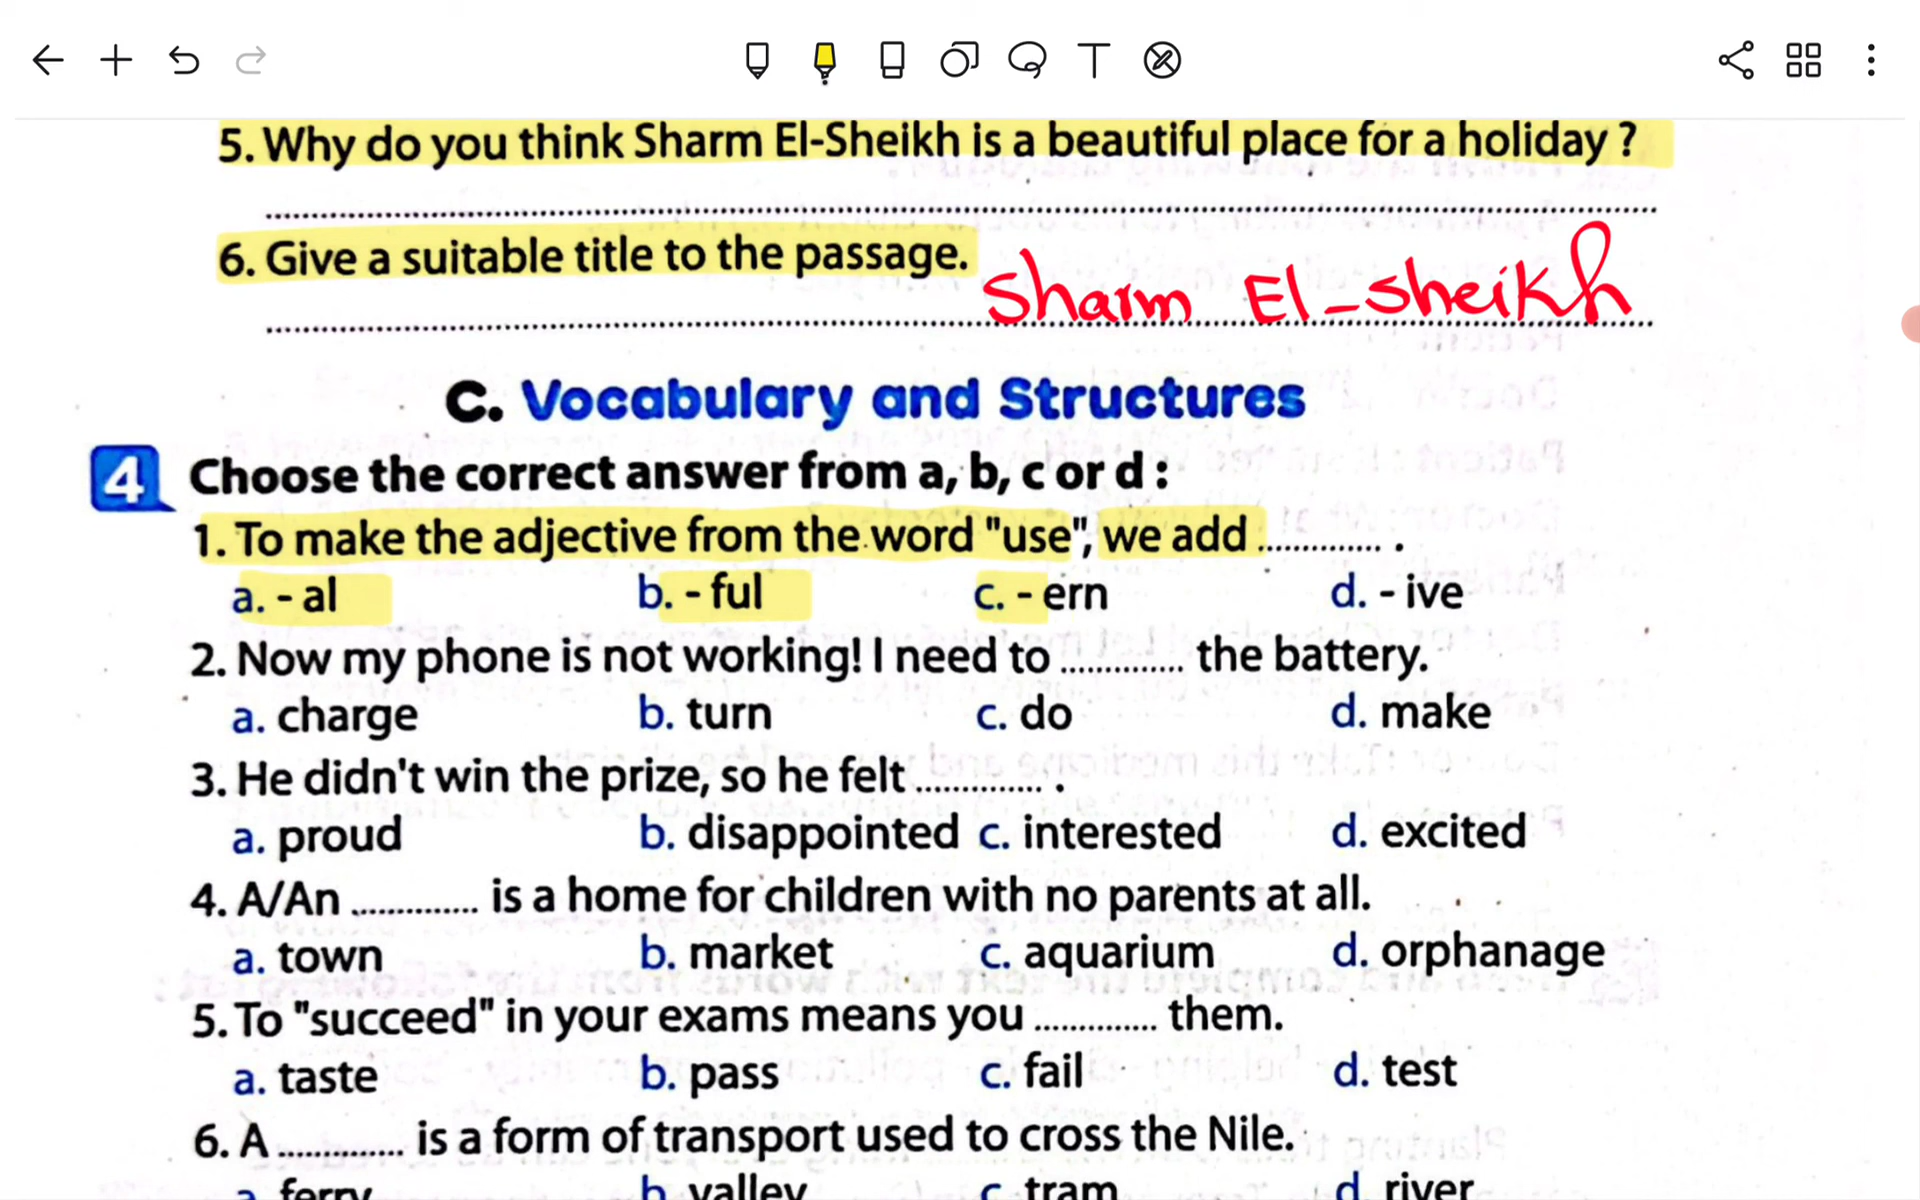 5. Why do you think Sharm El-Sheikh is a beautiful place for a holiday ?
6. Give a suitable title to the passage.
Sharm El-sheikh
C. Vocabulary and Structures
4 Choose the correct answer from a, b, c or d :
1. To make the adjective from the word "use", we add ............. .
a. - al b. - ful c. - ern d. - ive
2. Now my phone is not working! I need to ............. the battery.
a. charge b. turn c. do d. make
3. He didn't win the prize, so he felt ............. .
a. proud b. disappointed c. interested d. excited
4. A/An ............. is a home for children with no parents at all.
a. town b. market c. aquarium d. orphanage
5. To "succeed" in your exams means you ............. them.
a. taste b. pass c. fail d. test
6. A ............. is a form of transport used to cross the Nile.
a. ferry b. valley c. tram d. river